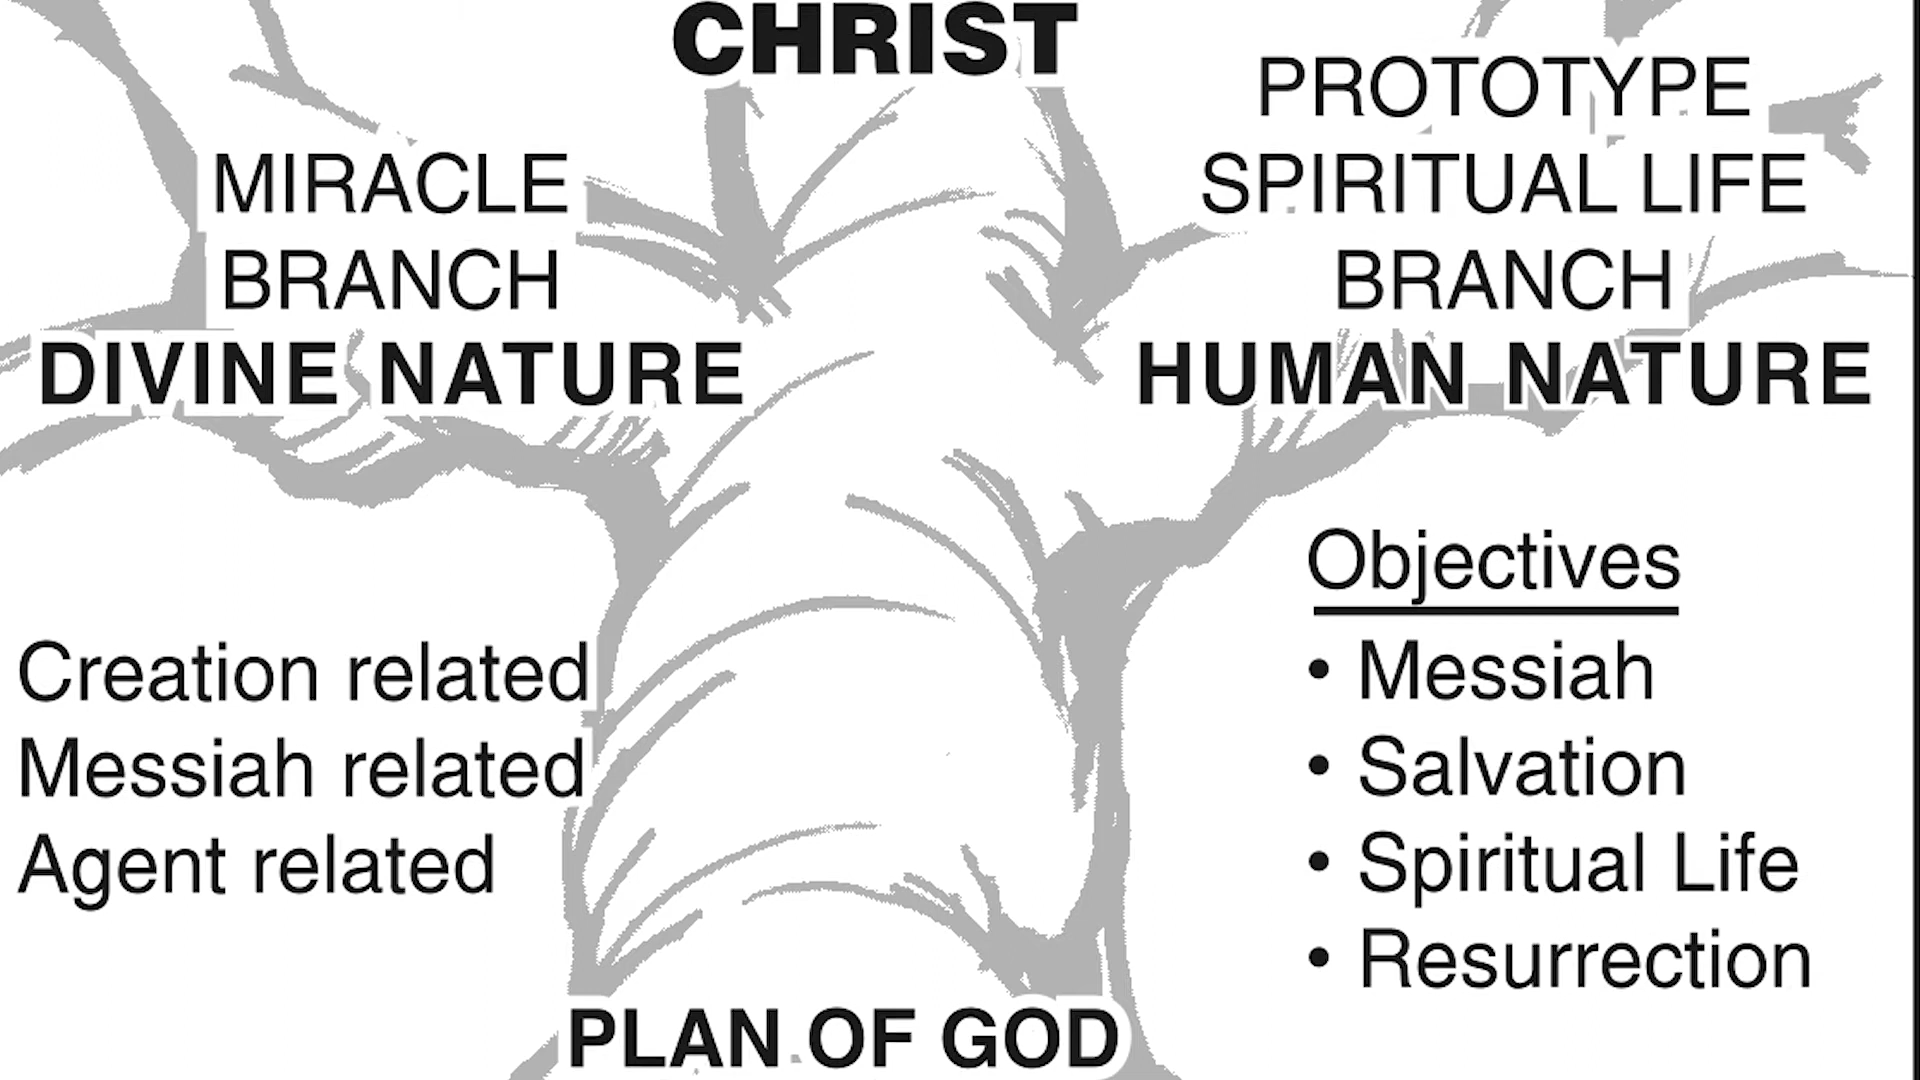 CHRIST
MIRACLE
BRANCH
DIVINE NATURE
PROTOTYPE
SPIRITUAL LIFE
BRANCH
HUMAN NATURE
Creation related
Messiah related
Agent related
Objectives
• Messiah
• Salvation
• Spiritual Life
• Resurrection
PLAN OF GOD